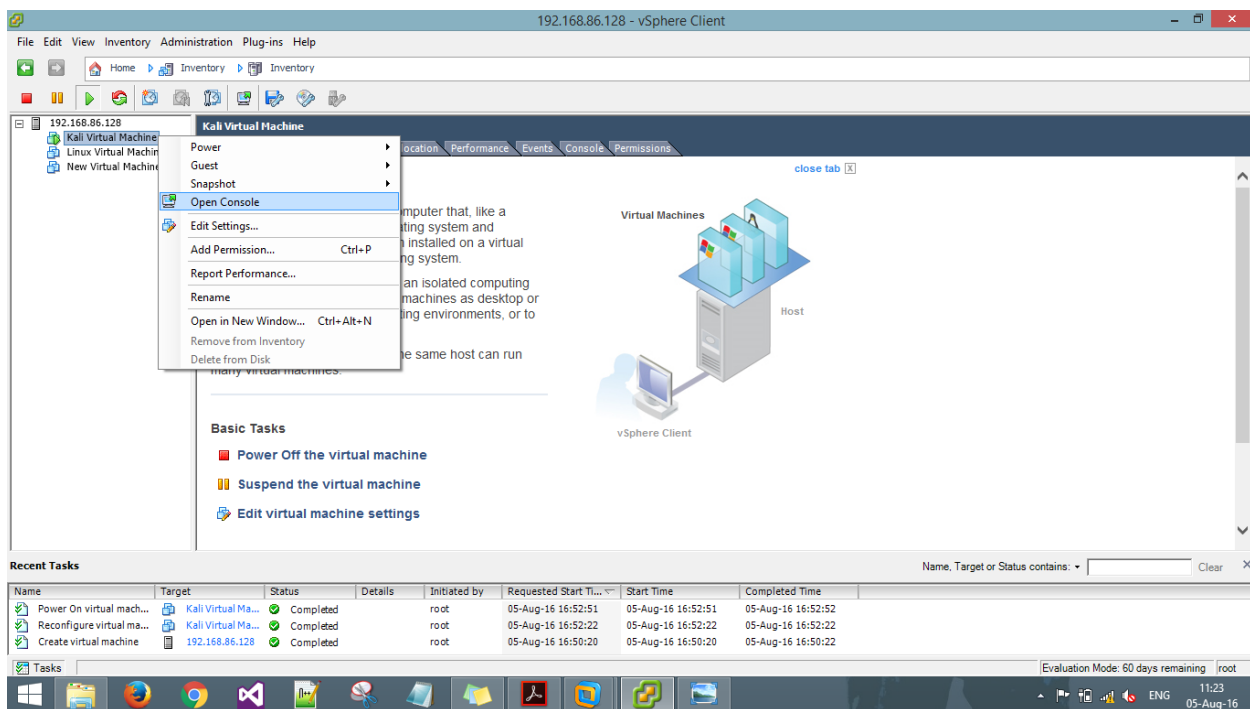 192.168.86.128 - vSphere Client
File Edit View Inventory Administration Plug-ins Help
Home Inventory Inventory
192.168.86.128
Kali Virtual Machine
Linux Virtual Machin
New Virtual Machine
Kali Virtual Machine
ocation Performance Events Console Permissions
close tab X
Power
Guest
Snapshot
Open Console
Edit Settings...
Add Permission... Ctrl+P
Report Performance...
Rename
Open in New Window... Ctrl+Alt+N
Remove from Inventory
Delete from Disk
mputer that, like a
ating system and
installed on a virtual
ng system.
an isolated computing
machines as desktop or
ting environments, or to
e same host can run
many virtual machines.
Virtual Machines
Host
vSphere Client
Basic Tasks
Power Off the virtual machine
Suspend the virtual machine
Edit virtual machine settings
Recent Tasks
Name, Target or Status contains:
Clear X
Name Target Status Details Initiated by Requested Start Ti... Start Time Completed Time
Power On virtual mach... Kali Virtual Ma... Completed root 05-Aug-16 16:52:51 05-Aug-16 16:52:51 05-Aug-16 16:52:52
Reconfigure virtual ma... Kali Virtual Ma... Completed root 05-Aug-16 16:52:22 05-Aug-16 16:52:22 05-Aug-16 16:52:22
Create virtual machine 192.168.86.128 Completed root 05-Aug-16 16:50:20 05-Aug-16 16:50:20 05-Aug-16 16:50:22
Tasks
Evaluation Mode: 60 days remaining root
ENG
11:23
05-Aug-16